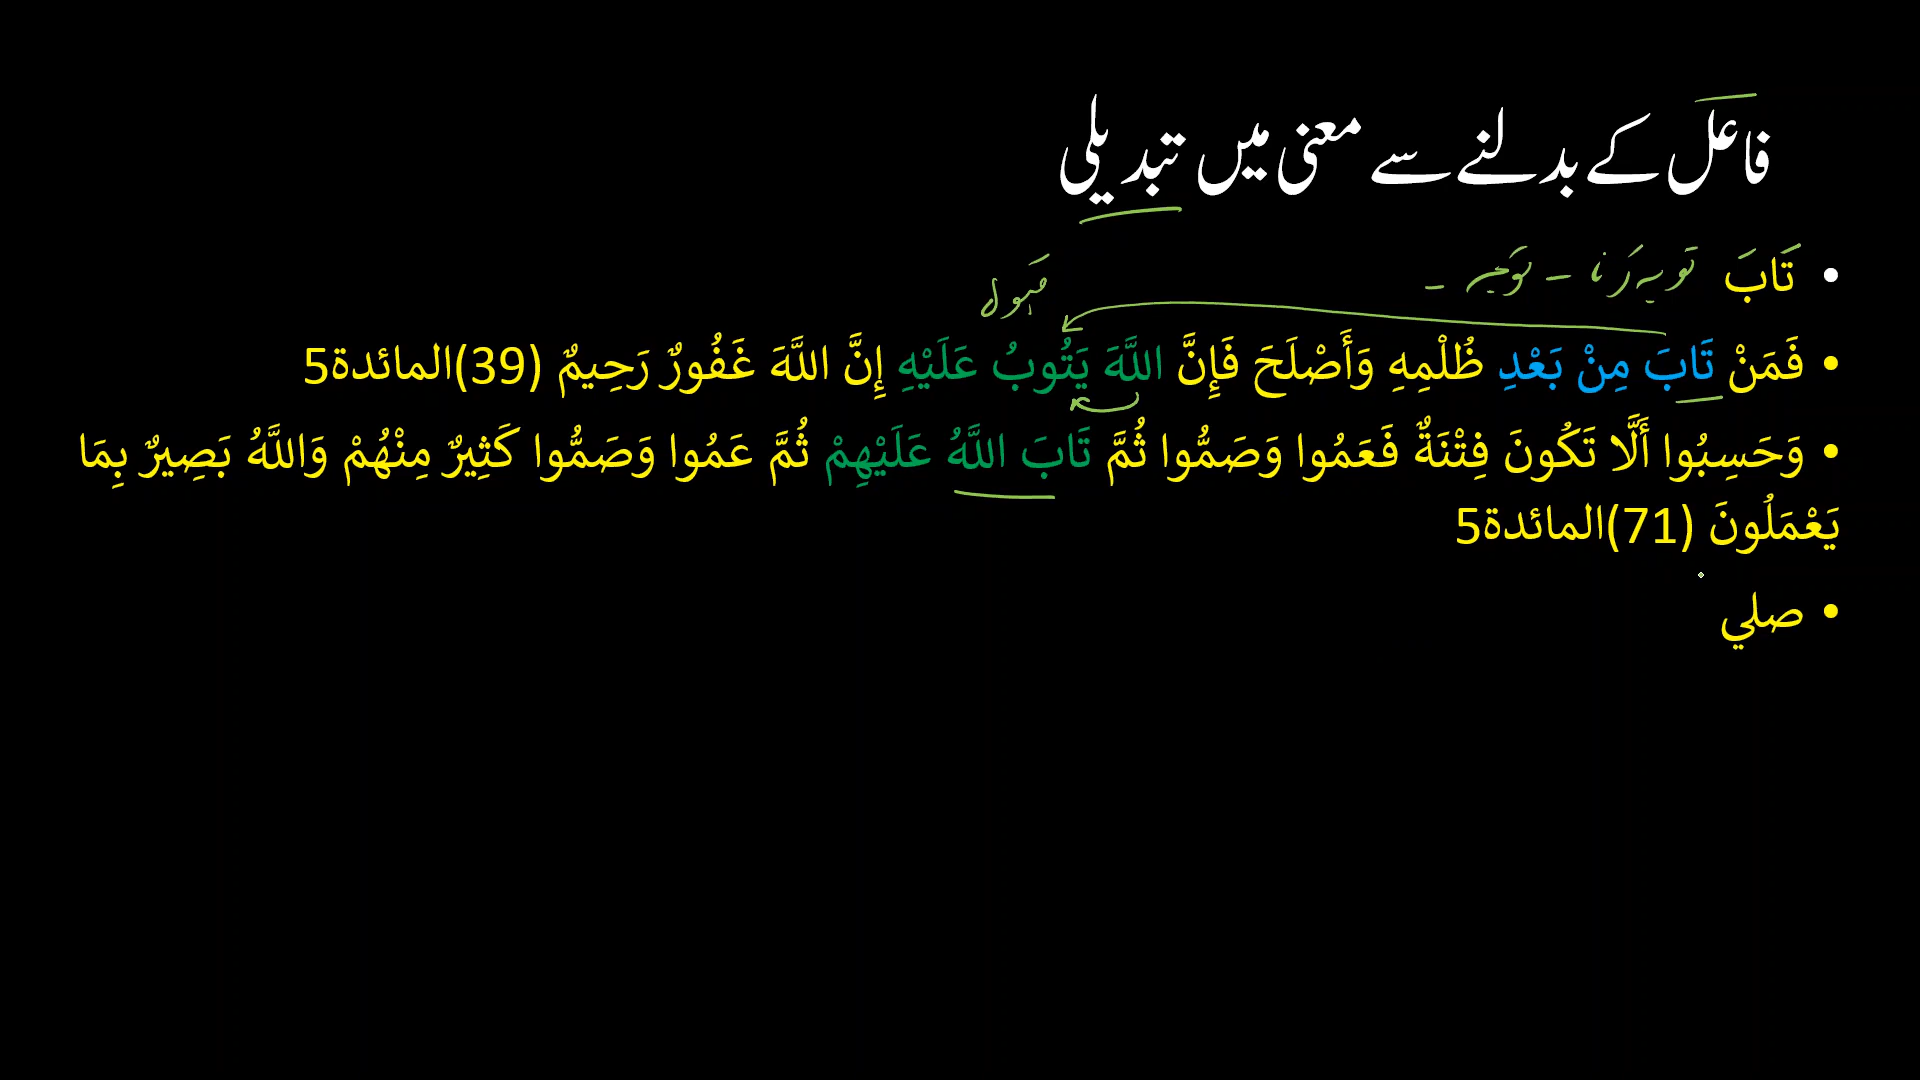 فاعل کے بدلنے سے معنی میں تبدیلی
• تَابَ توبہ کرنا - توجہ -
قبول
• فَمَنْ تَابَ مِنْ بَعْدِ ظُلْمِهِ وَأَصْلَحَ فَإِنَّ اللَّهَ يَتُوبُ عَلَيْهِ إِنَّ اللَّهَ غَفُورٌ رَحِيمٌ (39)المائدة5
• وَحَسِبُوا أَلَّا تَكُونَ فِتْنَةٌ فَعَمُوا وَصَمُّوا ثُمَّ تَابَ اللَّهُ عَلَيْهِمْ ثُمَّ عَمُوا وَصَمُّوا كَثِيرٌ مِنْهُمْ وَاللَّهُ بَصِيرٌ بِمَا
يَعْمَلُونَ (71)المائدة5
• صلي